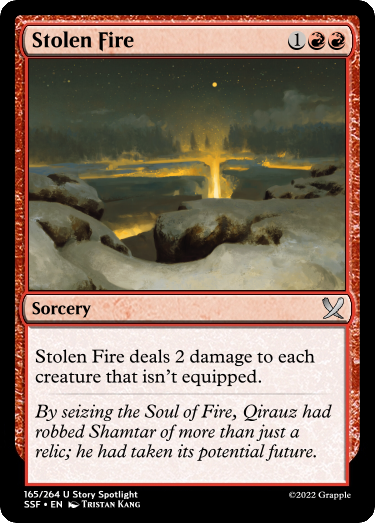 Stolen Fire 1
Sorcery
Stolen Fire deals 2 damage to each
creature that isn't equipped.
By seizing the Soul of Fire, Qirauz had
robbed Shamtar of more than just a
relic; he had taken its potential future.
165/264 U Story Spotlight
SSF • EN Tristan Kang
©2022 Grapple